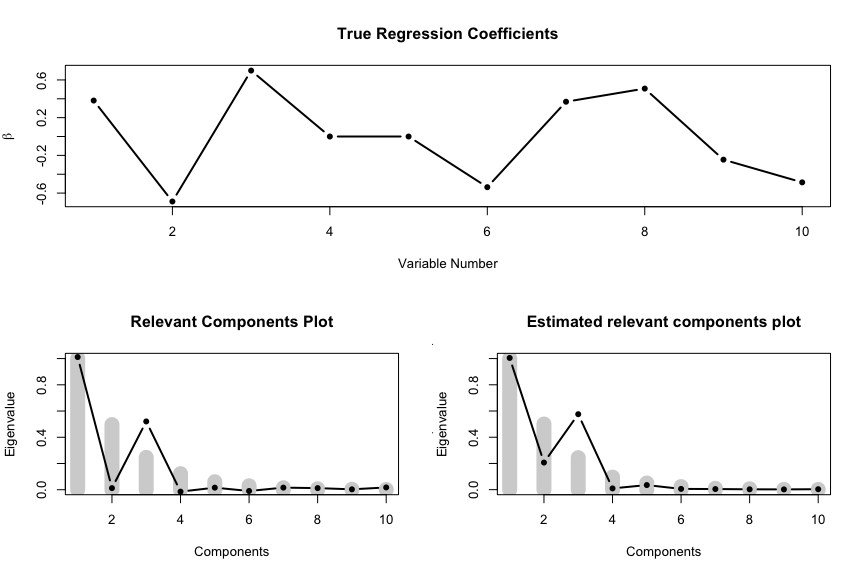 True Regression Coefficients
β
0.6
0.2
-0.2
-0.6
2 4 6 8 10
Variable Number
Relevant Components Plot
Eigenvalue
0.8
0.4
0.0
2 4 6 8 10
Components
Estimated relevant components plot
Eigenvalue
0.8
0.4
0.0
2 4 6 8 10
Components